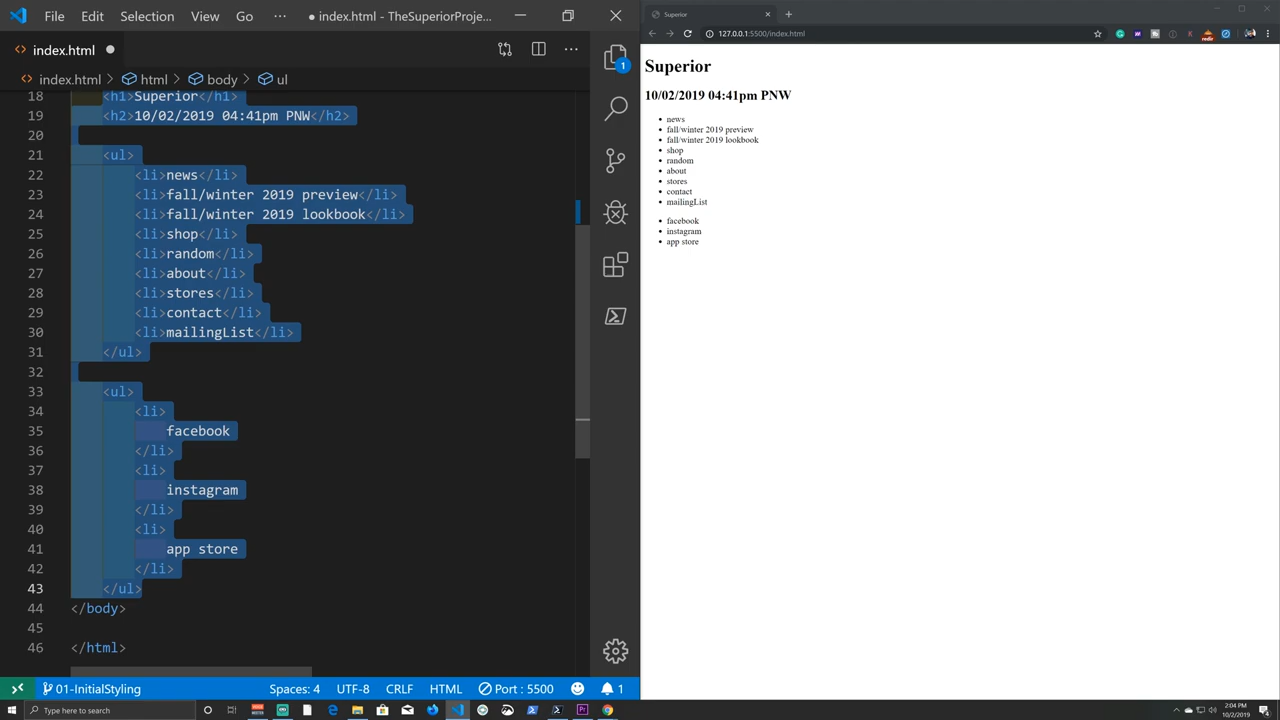 File Edit Selection View Go ··· ● index.html - TheSuperiorProje...
index.html ●
index.html > html > body > ul
18 <h1>Superior</h1>
19 <h2>10/02/2019 04:41pm PNW</h2>
20
21 <ul>
22 <li>news</li>
23 <li>fall/winter 2019 preview</li>
24 <li>fall/winter 2019 lookbook</li>
25 <li>shop</li>
26 <li>random</li>
27 <li>about</li>
28 <li>stores</li>
29 <li>contact</li>
30 <li>mailingList</li>
31 </ul>
32
33 <ul>
34 <li>
35 facebook
36 </li>
37 <li>
38 instagram
39 </li>
40 <li>
41 app store
42 </li>
43 </ul>
44 </body>
45
46 </html>
1
01-InitialStyling Spaces: 4 UTF-8 CRLF HTML Port : 5500 1
Superior
127.0.0.1:5500/index.html
Superior
10/02/2019 04:41pm PNW
news
fall/winter 2019 preview
fall/winter 2019 lookbook
shop
random
about
stores
contact
mailingList
facebook
instagram
app store
Type here to search
2:04 PM
10/2/2019